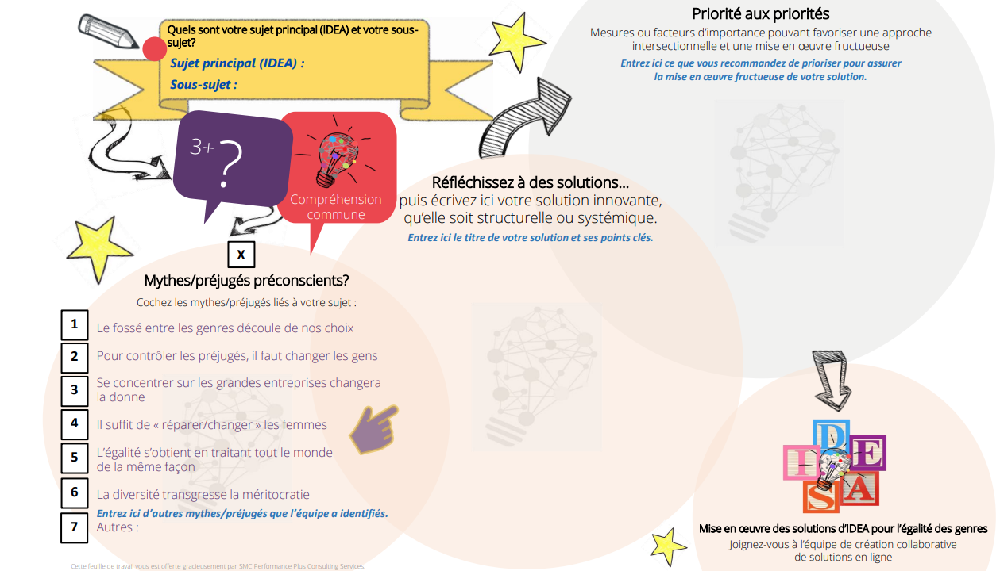 Quels sont votre sujet principal (IDEA) et votre sous-
sujet?
Sujet principal (IDEA) :
Sous-sujet :
3+ ?
Compréhension
commune
Priorité aux priorités
Mesures ou facteurs d’importance pouvant favoriser une approche
intersectionnelle et une mise en œuvre fructueuse
Entrez ici ce que vous recommandez de prioriser pour assurer
la mise en œuvre fructueuse de votre solution.
Réfléchissez à des solutions…
puis écrivez ici votre solution innovante,
qu’elle soit structurelle ou systémique.
Entrez ici le titre de votre solution et ses points clés.
X
Mythes/préjugés préconscients?
Cochez les mythes/préjugés liés à votre sujet :
1 Le fossé entre les genres découle de nos choix
2 Pour contrôler les préjugés, il faut changer les gens
3 Se concentrer sur les grandes entreprises changera
la donne
4 Il suffit de « réparer/changer » les femmes
5 L’égalité s’obtient en traitant tout le monde
de la même façon
6 La diversité transgresse la méritocratie
Entrez ici d’autres mythes/préjugés que l’équipe a identifiés.
7 Autres :
Cette feuille de travail vous est offerte gracieusement par SMC Performance Plus Consulting Services.
D
I E
S A
Mise en œuvre des solutions d’IDEA pour l’égalité des genres
Joignez-vous à l’équipe de création collaborative
de solutions en ligne